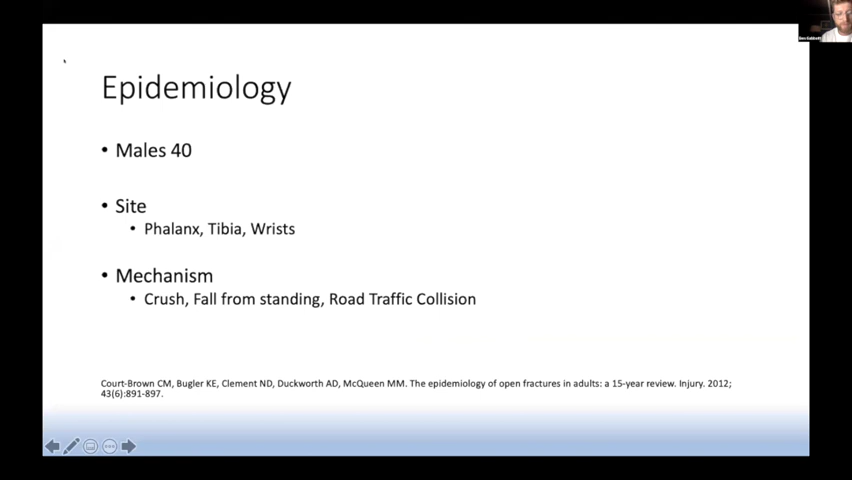 Epidemiology
• Males 40
• Site
• Phalanx, Tibia, Wrists
• Mechanism
• Crush, Fall from standing, Road Traffic Collision
Court-Brown CM, Bugler KE, Clement ND, Duckworth AD, McQueen MM. The epidemiology of open fractures in adults: a 15-year review. Injury. 2012;
43(6):891-897.